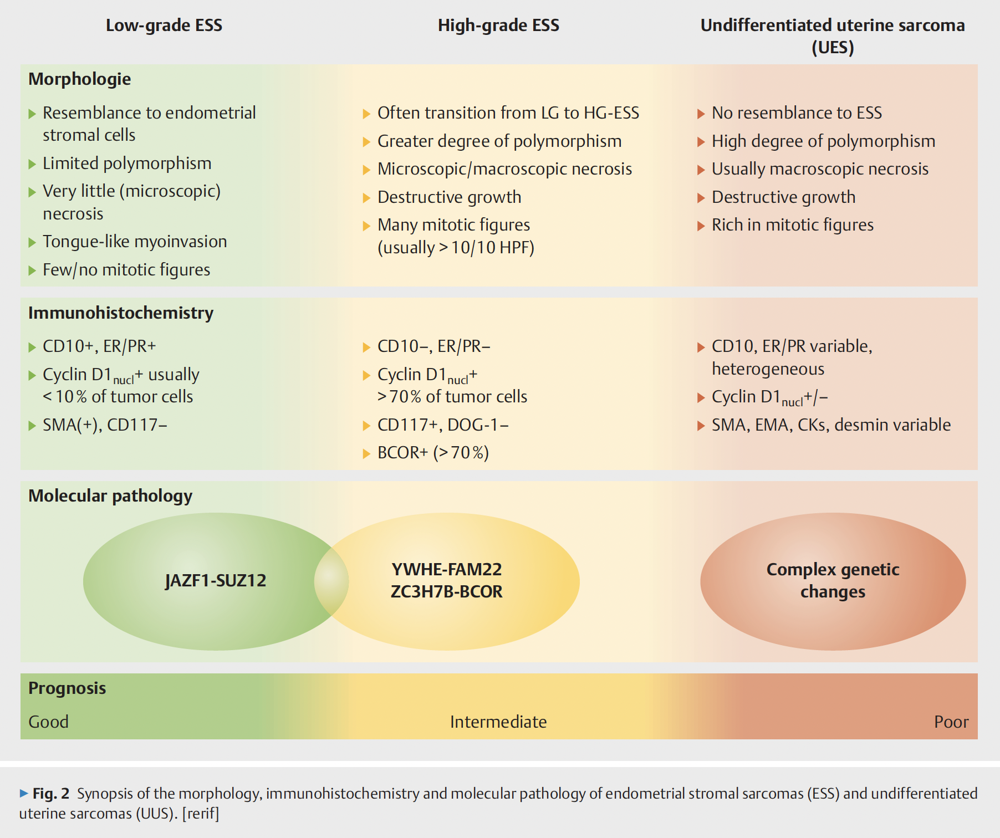 Low-grade ESS
High-grade ESS
Undifferentiated uterine sarcoma
(UES)
Morphologie
▶ Resemblance to endometrial
stromal cells
▶ Limited polymorphism
▶ Very little (microscopic)
necrosis
▶ Tongue-like myoinvasion
▶ Few/no mitotic figures
▶ Often transition from LG to HG-ESS
▶ Greater degree of polymorphism
▶ Microscopic/macroscopic necrosis
▶ Destructive growth
▶ Many mitotic figures
(usually > 10/10 HPF)
▶ No resemblance to ESS
▶ High degree of polymorphism
▶ Usually macroscopic necrosis
▶ Destructive growth
▶ Rich in mitotic figures
Immunohistochemistry
▶ CD10+, ER/PR+
▶ Cyclin D1nucl+ usually
< 10 % of tumor cells
▶ SMA(+), CD117–
▶ CD10–, ER/PR–
▶ Cyclin D1nucl+
> 70 % of tumor cells
▶ CD117+, DOG-1–
▶ BCOR+ (> 70 %)
▶ CD10, ER/PR variable,
heterogeneous
▶ Cyclin D1nucl+/–
▶ SMA, EMA, CKs, desmin variable
Molecular pathology
JAZF1-SUZ12
YWHE-FAM22
ZC3H7B-BCOR
Complex genetic
changes
Prognosis
Good
Intermediate
Poor
▶ Fig. 2 Synopsis of the morphology, immunohistochemistry and molecular pathology of endometrial stromal sarcomas (ESS) and undifferentiated
uterine sarcomas (UUS). [rerif]